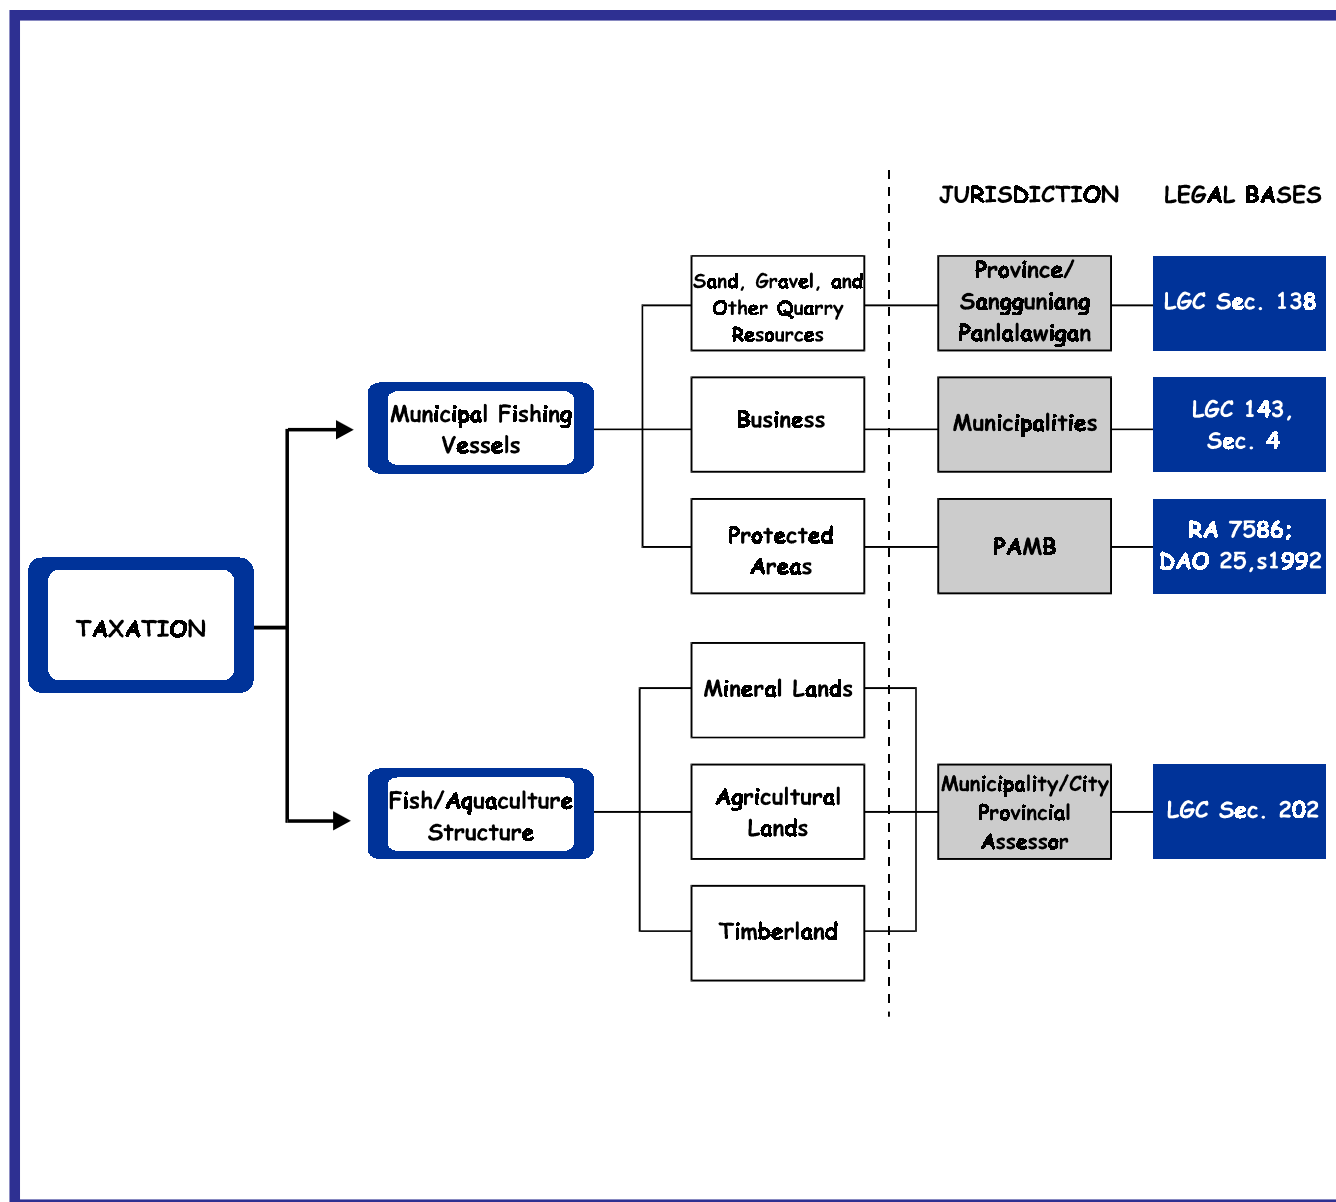 JURISDICTION
LEGAL BASES
Sand, Gravel, and
Other Quarry
Resources
Province/
Sangguniang
Panlalawigan
LGC Sec. 138
Municipal Fishing
Vessels
Business
Municipalities
LGC 143,
Sec. 4
Protected
Areas
PAMB
RA 7586;
DAO 25,s1992
TAXATION
Mineral Lands
Fish/Aquaculture
Structure
Agricultural
Lands
Municipality/City
Provincial
Assessor
LGC Sec. 202
Timberland